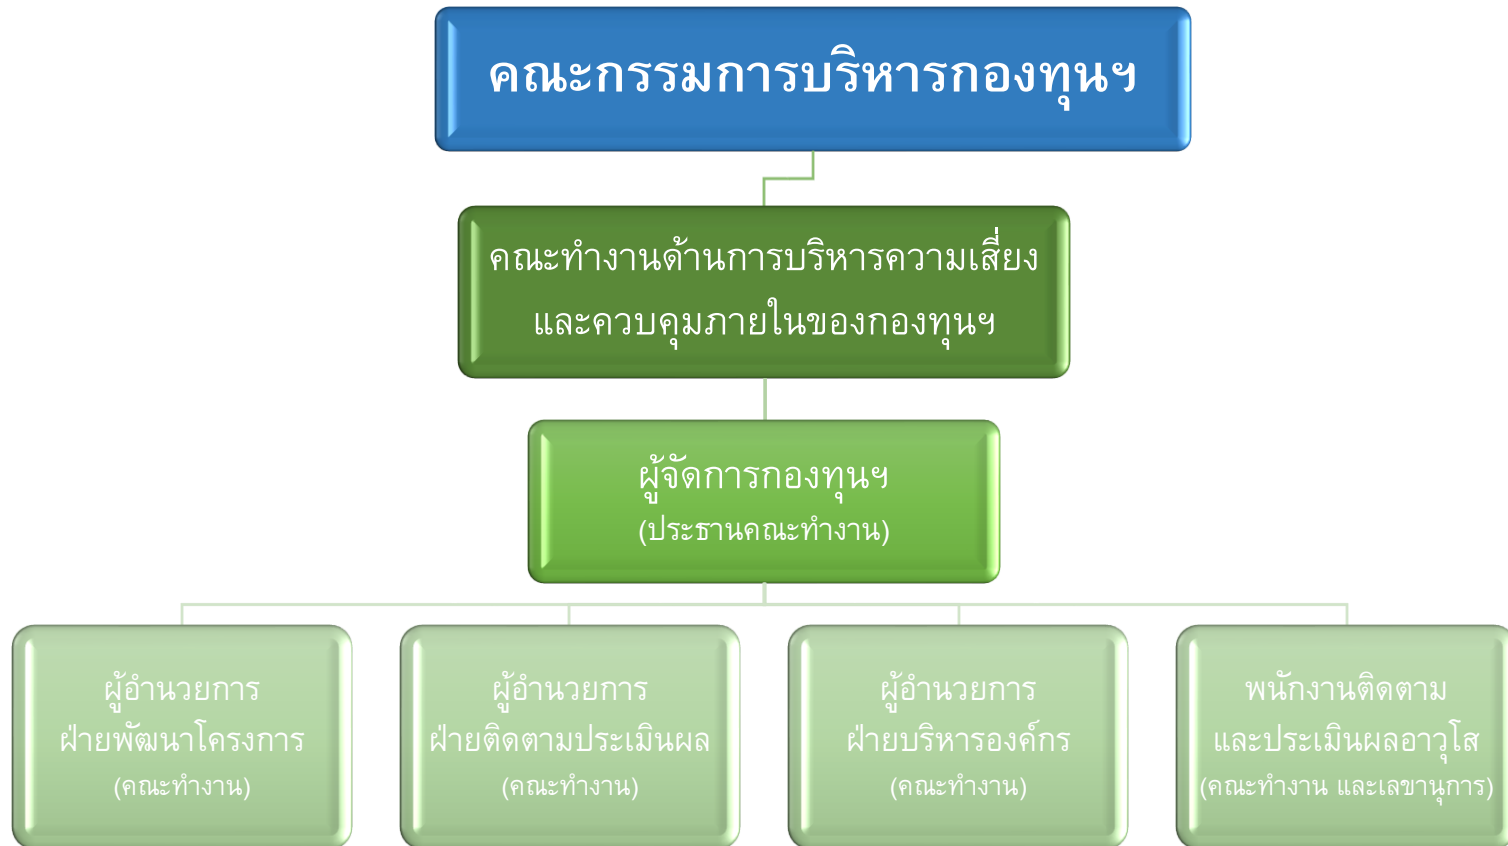 คณะกรรมการบริหารกองทุนฯ
คณะทำงานด้านการบริหารความเสี่ยง
และควบคุมภายในของกองทุนฯ
ผู้จัดการกองทุนฯ
(ประธานคณะทำงาน)
ผู้อำนวยการ
ฝ่ายพัฒนาโครงการ
(คณะทำงาน)
ผู้อำนวยการ
ฝ่ายติดตามประเมินผล
(คณะทำงาน)
ผู้อำนวยการ
ฝ่ายบริหารองค์กร
(คณะทำงาน)
พนักงานติดตาม
และประเมินผลอาวุโส
(คณะทำงาน และเลขานุการ)